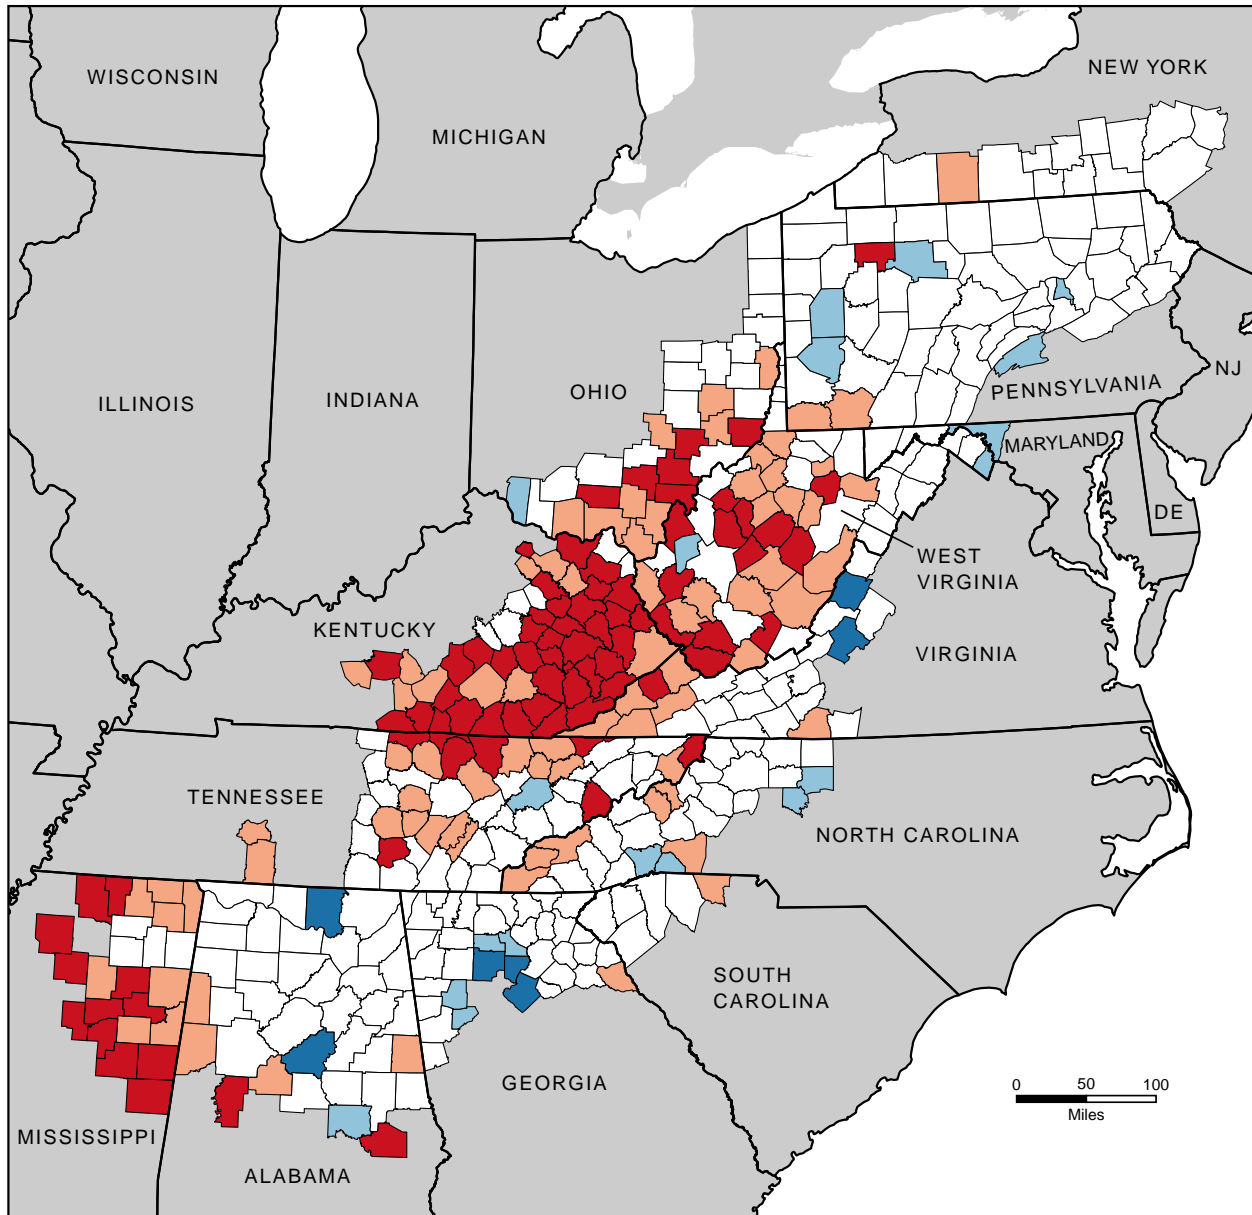 WISCONSIN
MICHIGAN
NEW YORK
ILLINOIS
INDIANA
OHIO
PENNSYLVANIA
NJ
MARYLAND
DE
WEST
VIRGINIA
KENTUCKY
VIRGINIA
TENNESSEE
NORTH CAROLINA
SOUTH
CAROLINA
GEORGIA
MISSISSIPPI
ALABAMA
0 50 100
Miles